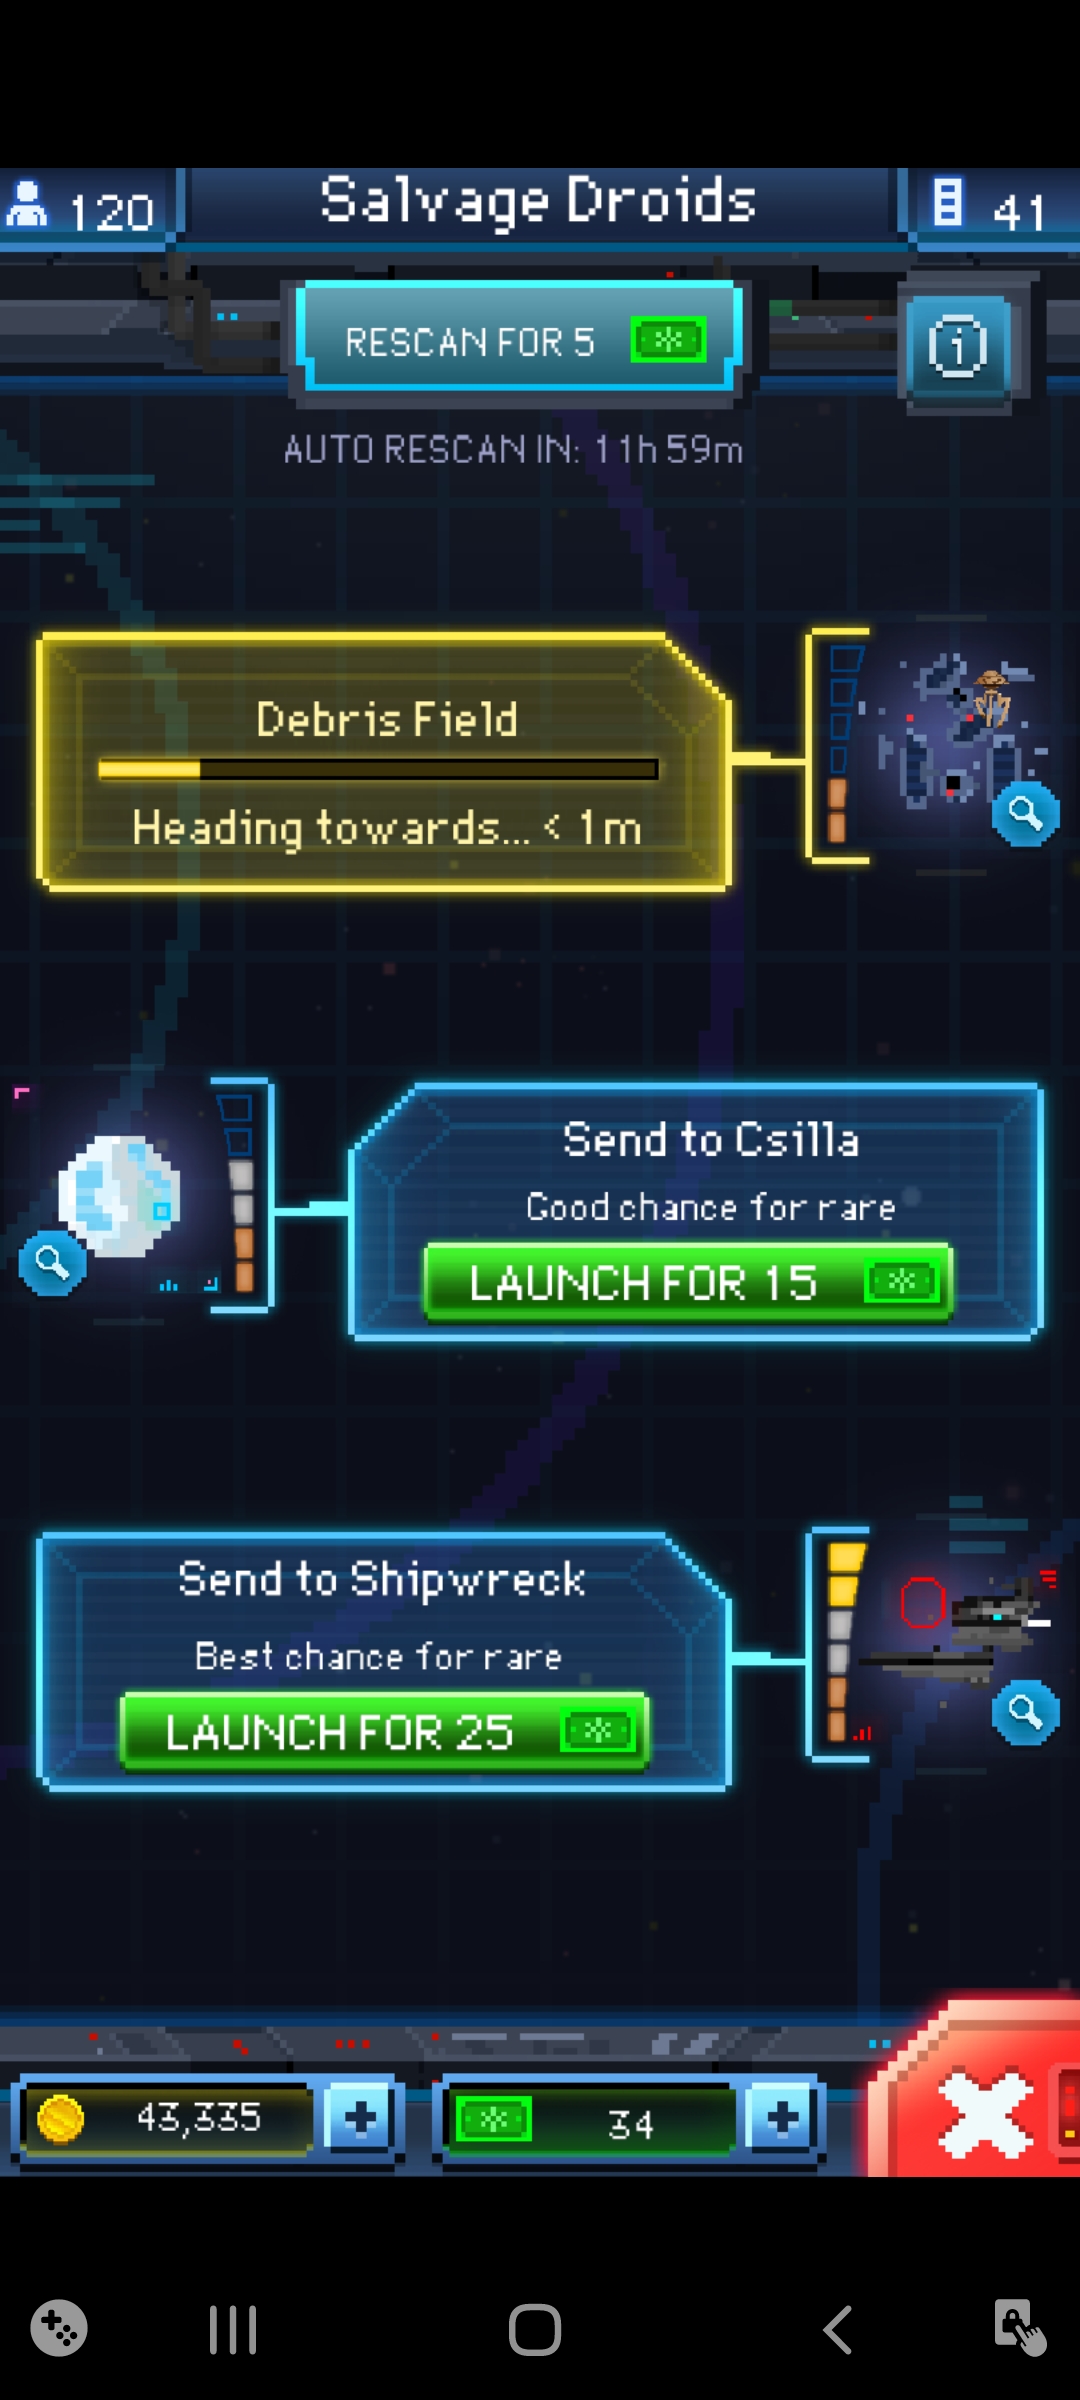 120
Salvage Droids
41
RESCAN FOR 5
AUTO RESCAN IN: 11h 59m
Debris Field
Heading towards... < 1m
Send to Csilla
Good chance for rare
LAUNCH FOR 15
Send to Shipwreck
Best chance for rare
LAUNCH FOR 25
43,335
34